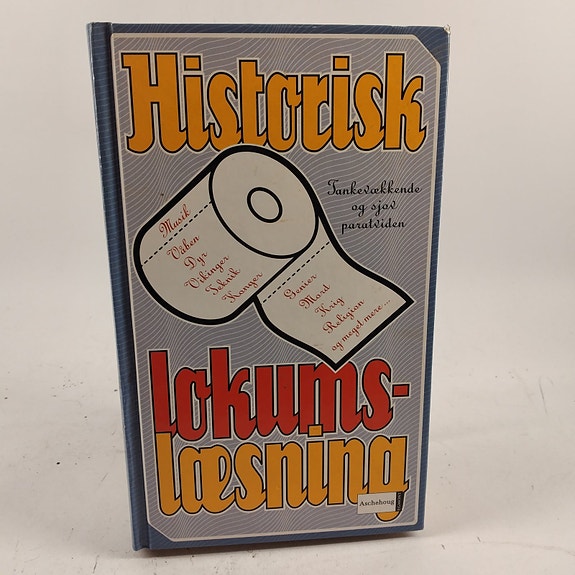 Historisk
Tankevækkende
og sjov
paratviden
Musik
Våben
Dyr
Vikinger
Teknik
Konger
Genier
Mord
Krig
Religion
og meget mere...
lokums-
læsning
Aschehoug